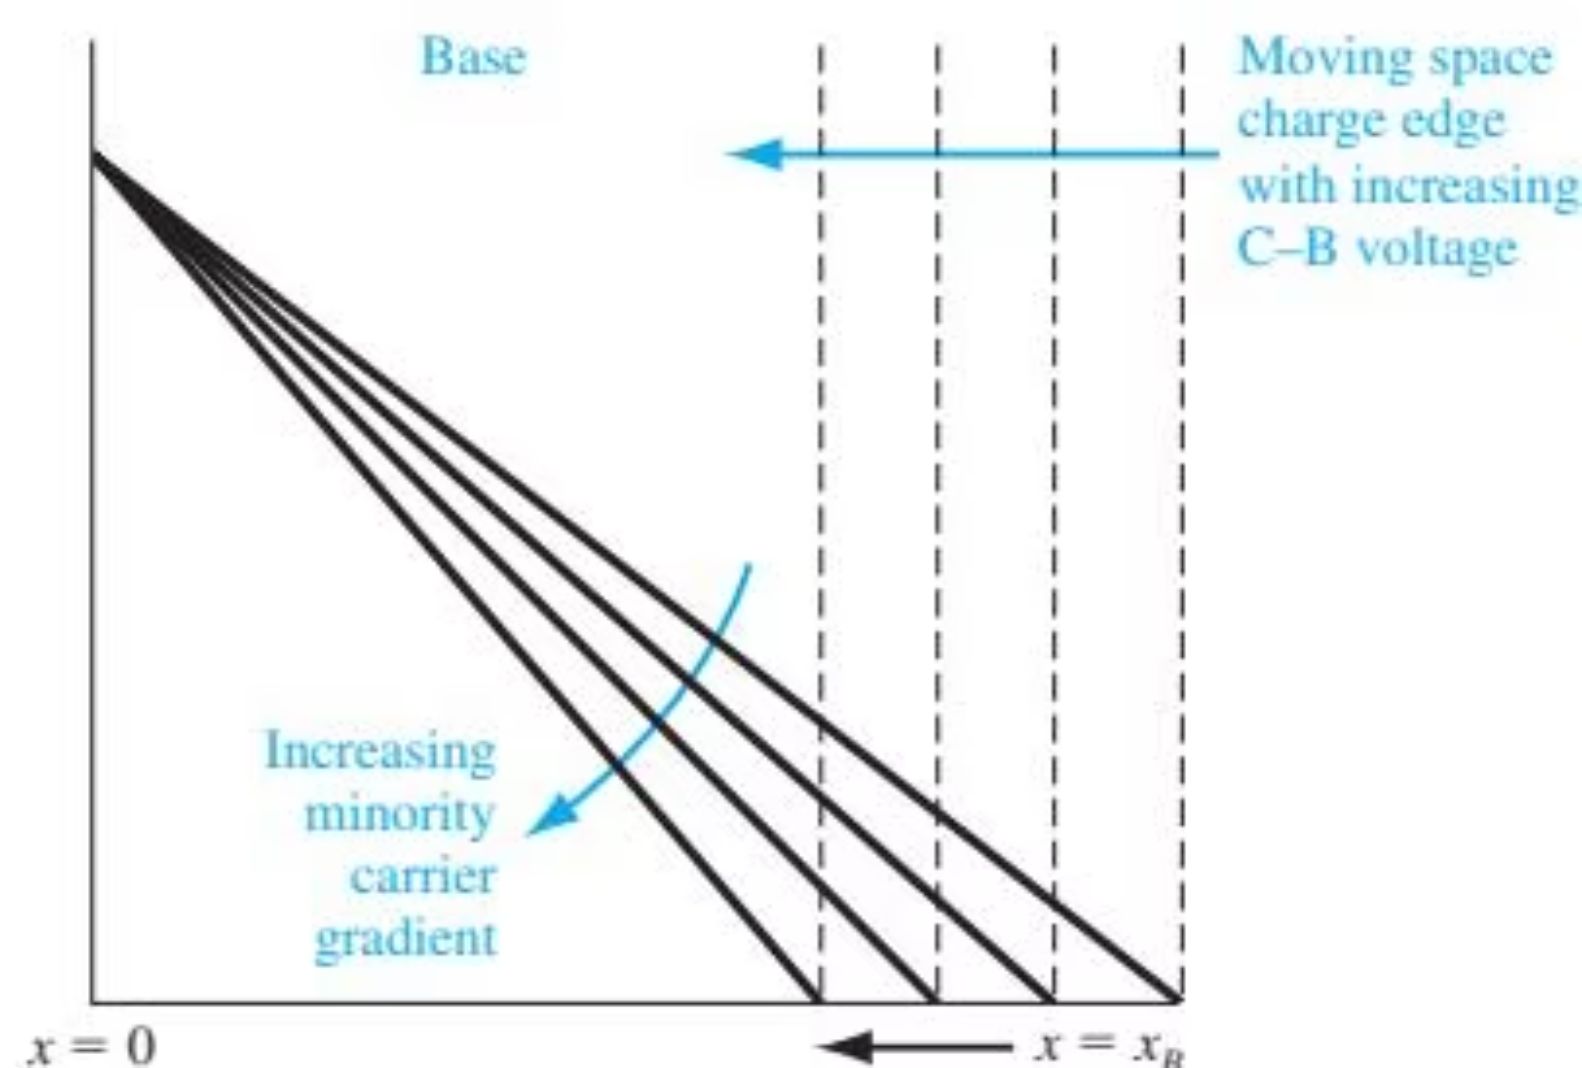 Base
Moving space
charge edge
with increasing
C–B voltage
Increasing
minority
carrier
gradient
x = 0
x = x_B